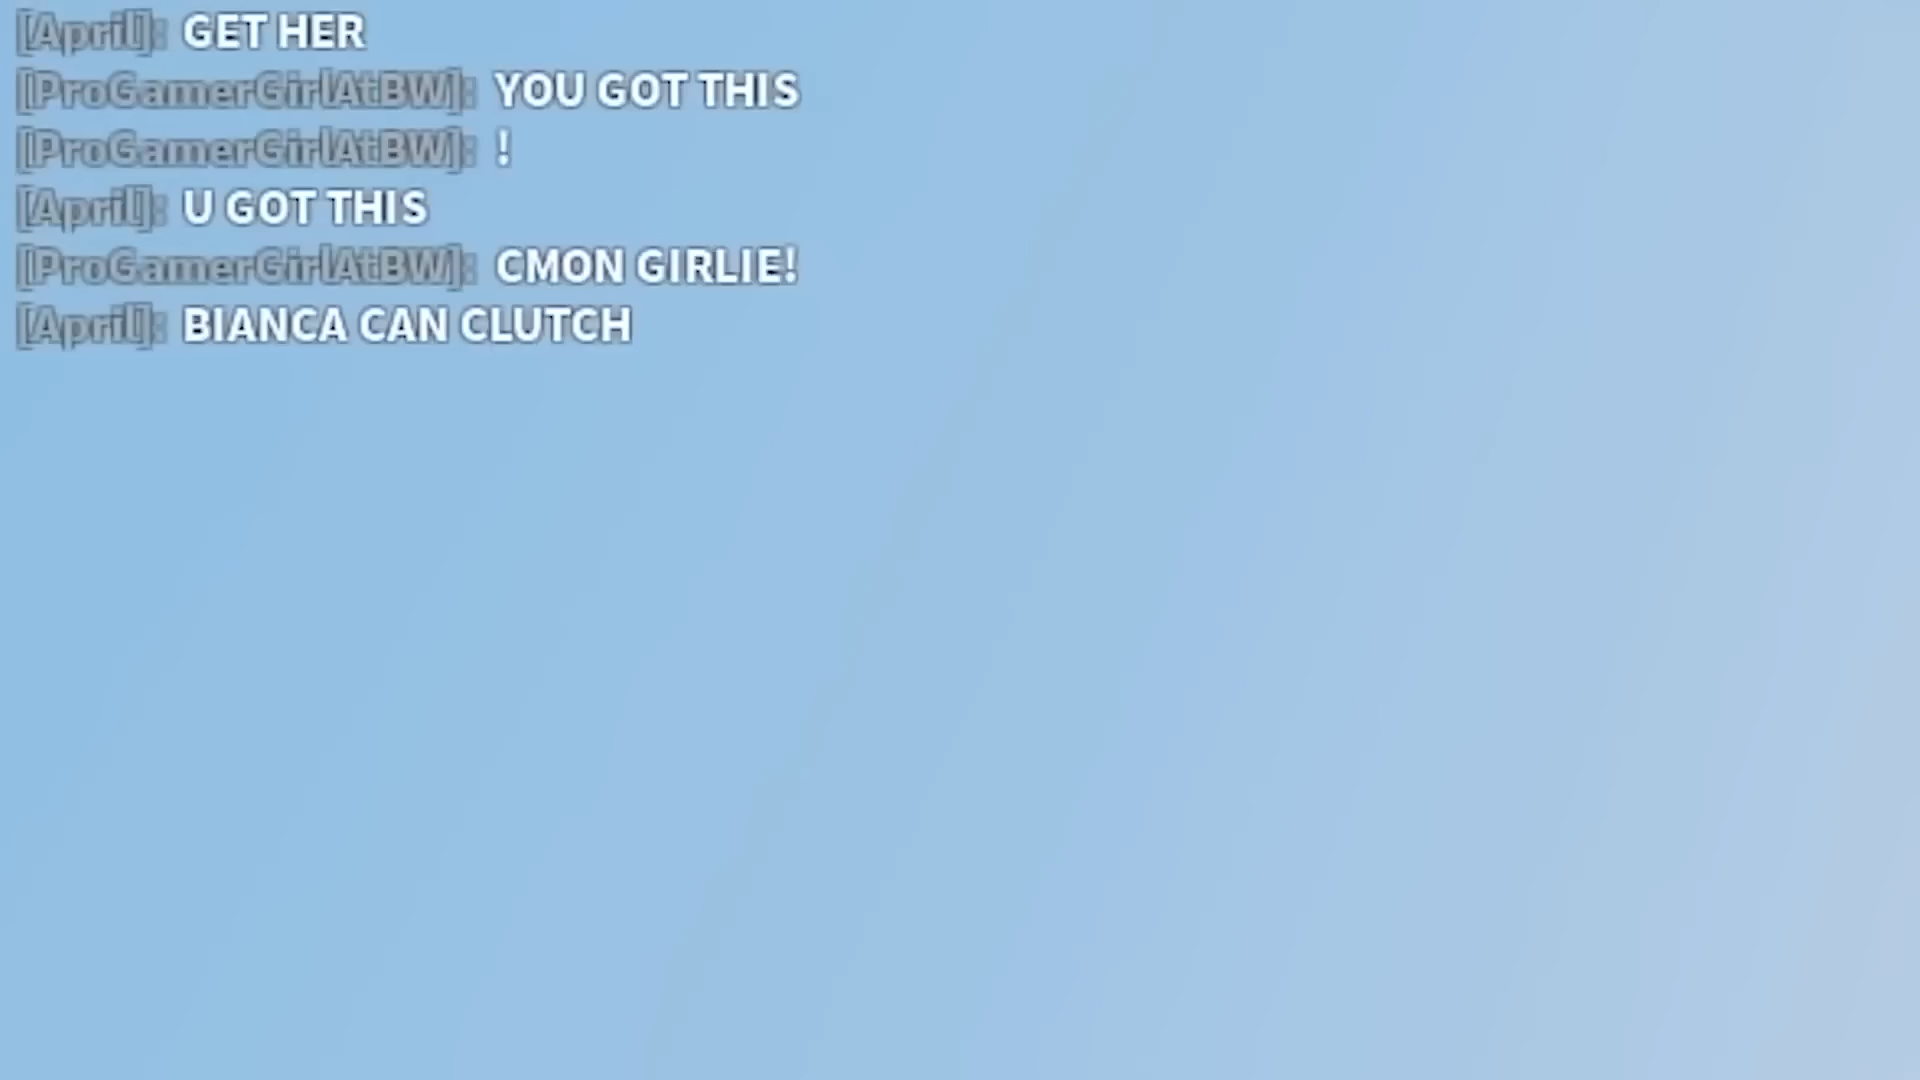 [April]: GET HER
[ProGamerGirlAtBW]: YOU GOT THIS
[ProGamerGirlAtBW]: !
[April]: U GOT THIS
[ProGamerGirlAtBW]: CMON GIRLIE!
[April]: BIANCA CAN CLUTCH